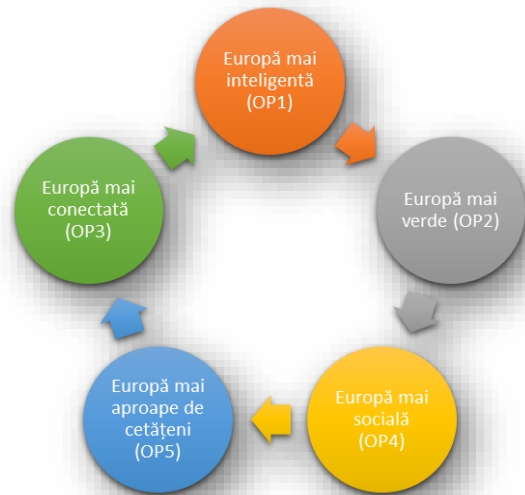 Europă mai
inteligentă
(OP1)
Europă mai
verde (OP2)
Europă mai
socială
(OP4)
Europă mai
aproape de
cetățeni
(OP5)
Europă mai
conectată
(OP3)